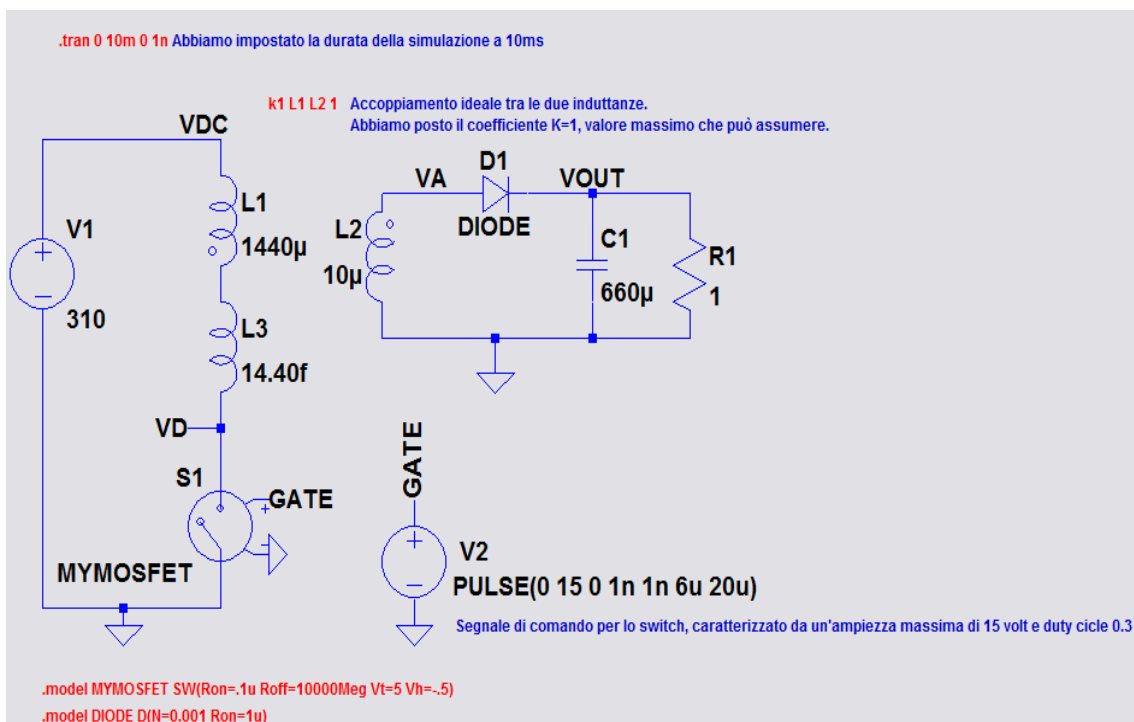 .tran 0 10m 0 1n Abbiamo impostato la durata della simulazione a 10ms
k1 L1 L2 1 Accoppiamento ideale tra le due induttanze.
Abbiamo posto il coefficiente K=1, valore massimo che può assumere.
VDC
D1
VA
VOUT
L1
V1
L2
DIODE
C1
1440µ
R1
10µ
660µ
1
310
L3
14.40f
VD
GATE
S1
GATE
V2
MYMOSFET
PULSE(0 15 0 1n 1n 6u 20u)
Segnale di comando per lo switch, caratterizzato da un'ampiezza massima di 15 volt e duty cicle 0.3
.model MYMOSFET SW(Ron=.1u Roff=10000Meg Vt=5 Vh=-.5)
.model DIODE D(N=0.001 Ron=1u)